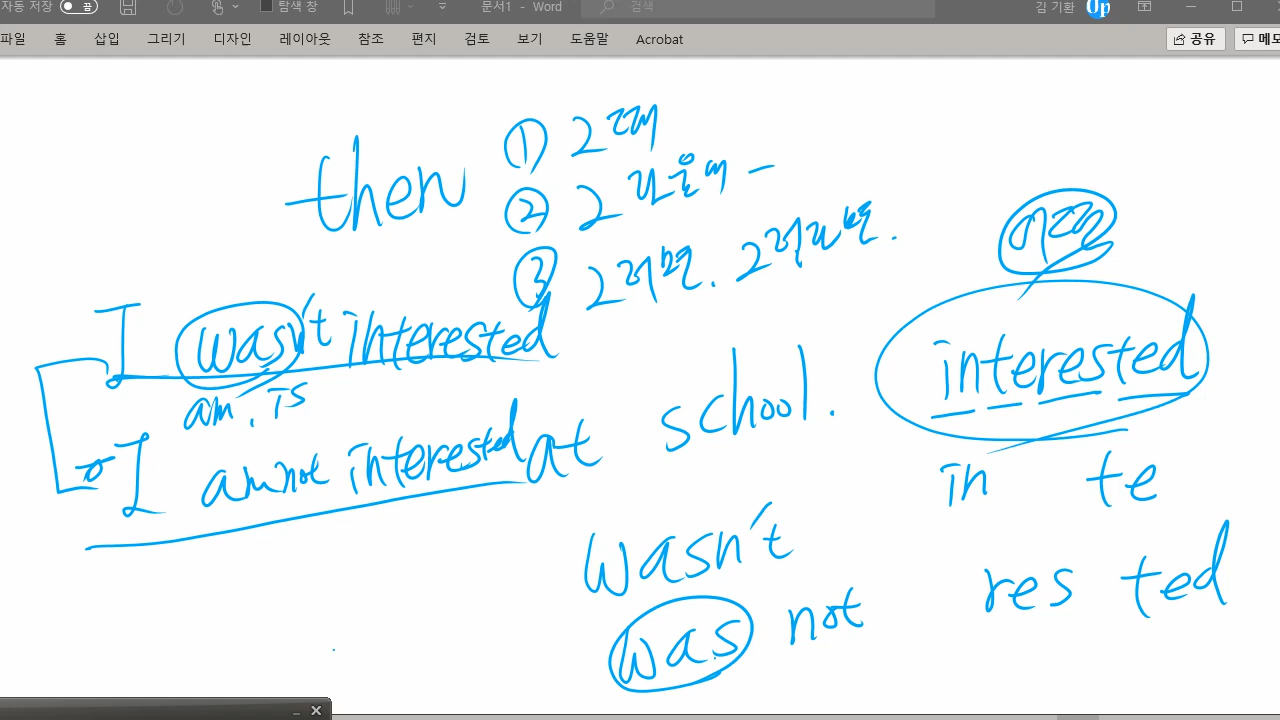 자동 저장 끔 탐색 창 문서1 - Word 검색 김 기환
파일 홈 삽입 그리기 디자인 레이아웃 참조 편지 검토 보기 도움말 Acrobat 공유 메모
then ① 그때
② 그 다음에 -
③ 그러면. 그렇다면.
I wasn't interested
am, is
I am not interested at school.
interested
in te
res ted
wasn't
was not